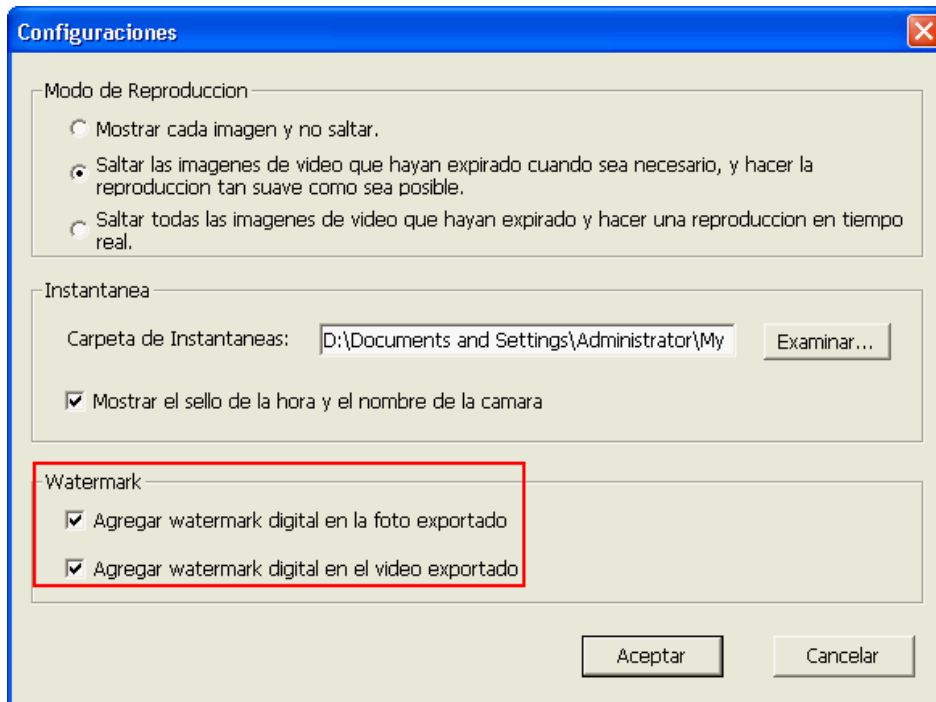 Configuraciones
Modo de Reproduccion
Mostrar cada imagen y no saltar.
Saltar las imagenes de video que hayan expirado cuando sea necesario, y hacer la
reproduccion tan suave como sea posible.
Saltar todas las imagenes de video que hayan expirado y hacer una reproduccion en tiempo
real.
Instantanea
Carpeta de Instantaneas: D:\Documents and Settings\Administrator\My Examinar...
Mostrar el sello de la hora y el nombre de la camara
Watermark
Agregar watermark digital en la foto exportado
Agregar watermark digital en el video exportado
Aceptar Cancelar